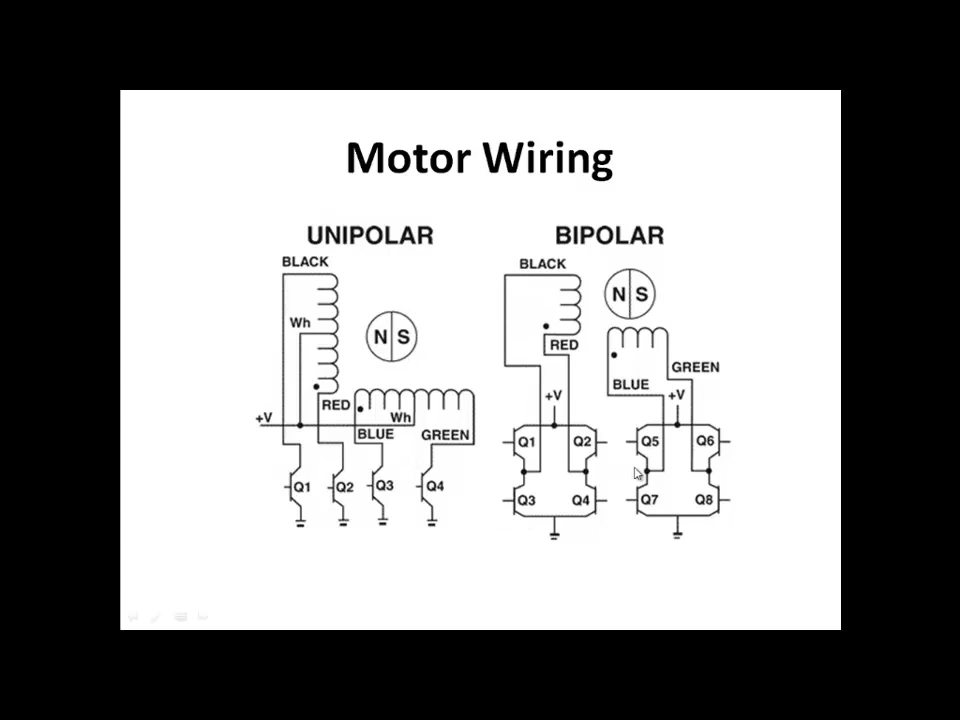 Motor Wiring
UNIPOLAR
BLACK
Wh
N S
RED
+V
Wh
BLUE
GREEN
Q1
Q2
Q3
Q4
BIPOLAR
BLACK
N S
RED
GREEN
BLUE
+V
+V
Q1
Q2
Q5
Q6
Q3
Q4
Q7
Q8